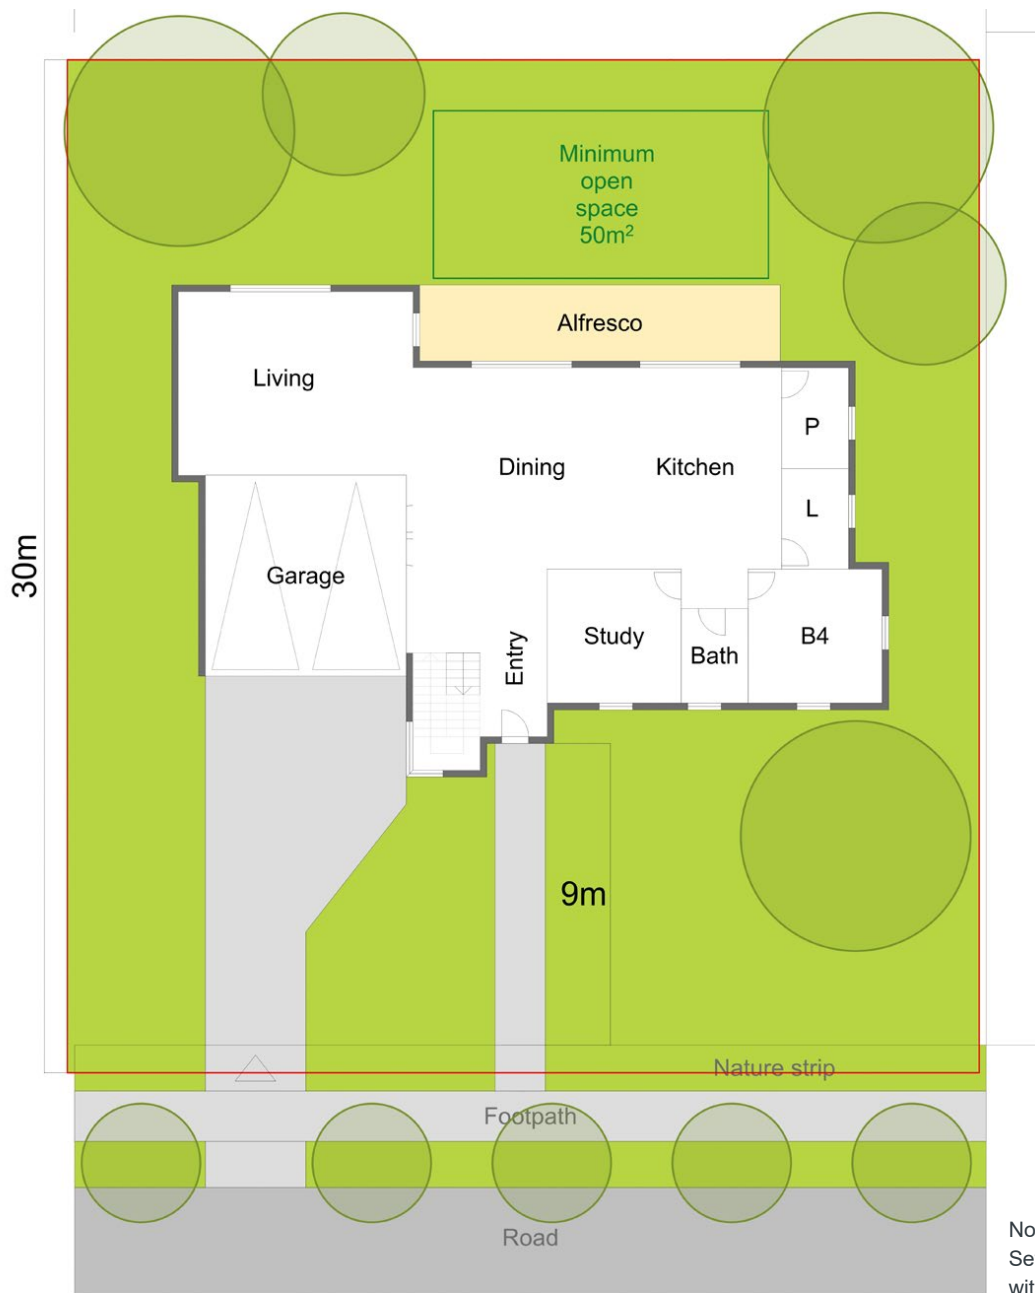 Minimum
open
space
50m²
Alfresco
Living
P
Dining
Kitchen
L
30m
Garage
Entry
Study
Bath
B4
9m
Nature strip
Footpath
Road
No
Se
wit